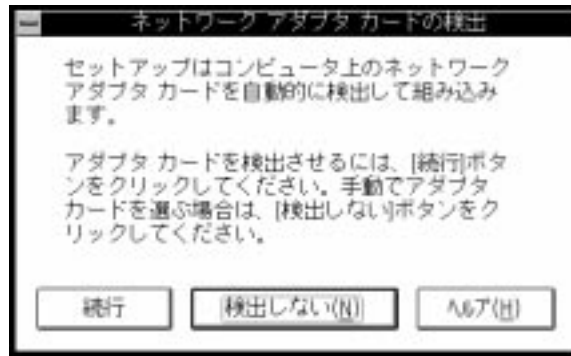 ネットワーク アダプタ カードの検出
セットアップはコンピュータ上のネットワーク
アダプタ カードを自動的に検出して組み込み
ます。
アダプタ カードを検出させるには、[続行]ボタ
ンをクリックしてください。手動でアダプタ
カードを選ぶ場合は、[検出しない]ボタンをク
リックしてください。
続行
検出しない(N)
ヘルプ(H)